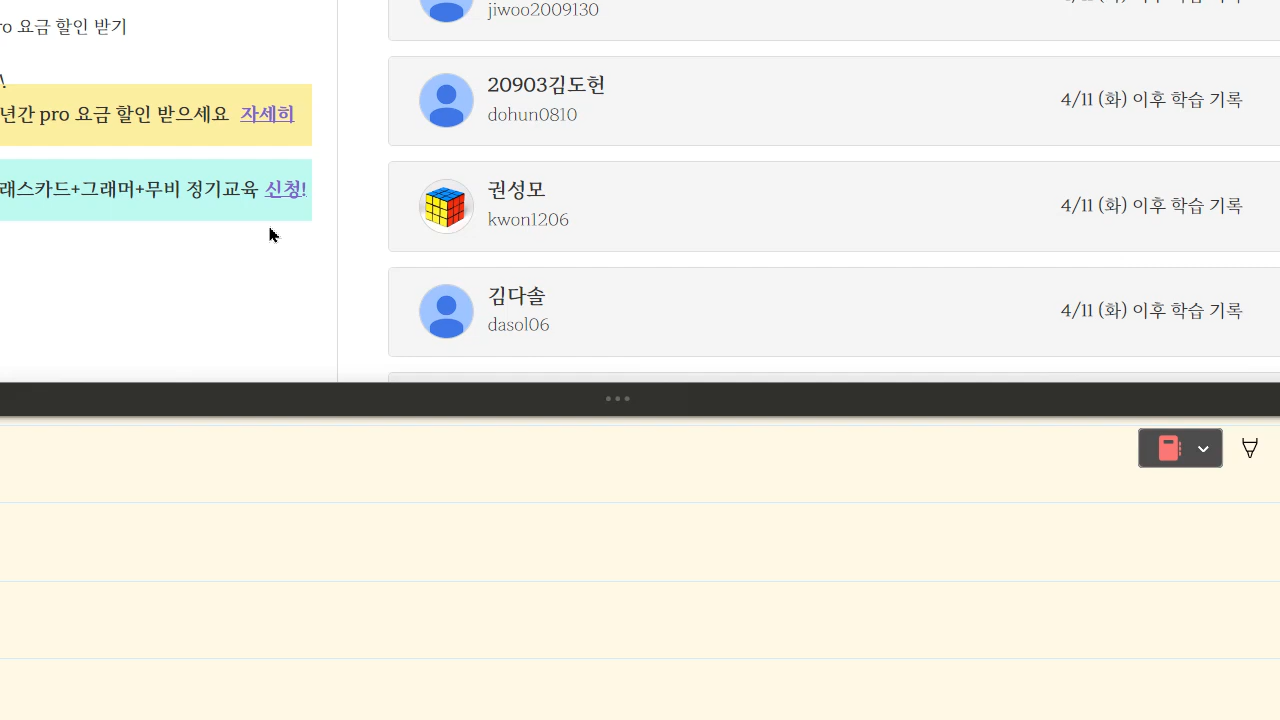 ro 요금 할인 받기
년간 pro 요금 할인 받으세요 자세히
래스카드+그래머+무비 정기교육 신청!
jiwoo2009130
20903김도헌
dohun0810
4/11 (화) 이후 학습 기록
권성모
kwon1206
4/11 (화) 이후 학습 기록
김다솔
dasol06
4/11 (화) 이후 학습 기록